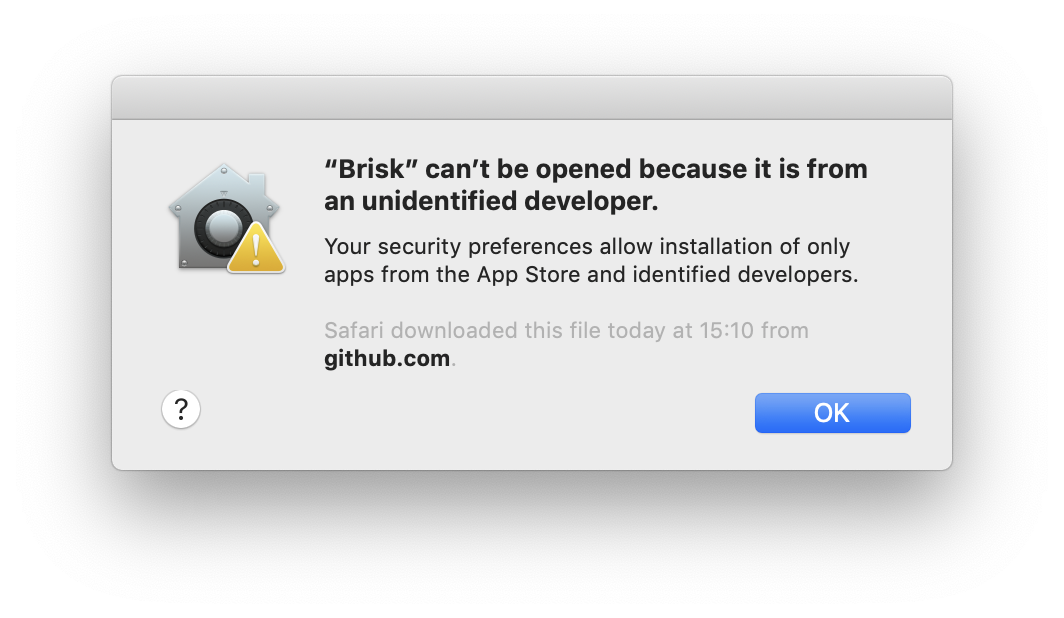 “Brisk” can’t be opened because it is from
an unidentified developer.
Your security preferences allow installation of only
apps from the App Store and identified developers.
Safari downloaded this file today at 15:10 from
github.com.
?
OK